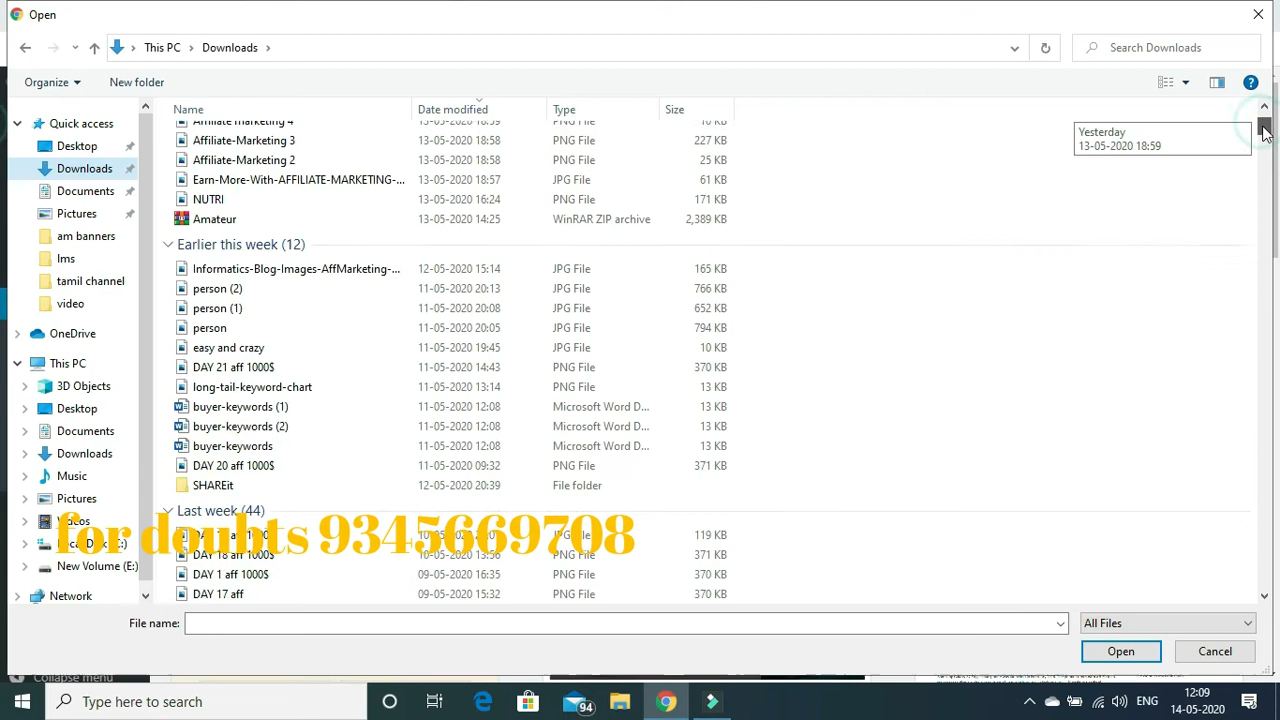 Open
This PC > Downloads >
Search Downloads
Organize
New folder
Name Date modified Type Size
Affiliate marketing 4 13-05-2020 18:59 PNG File 10 KB
Affiliate-Marketing 3 13-05-2020 18:58 PNG File 227 KB
Affiliate-Marketing 2 13-05-2020 18:58 PNG File 25 KB
Earn-More-With-AFFILIATE-MARKETING-... 13-05-2020 18:57 JPG File 61 KB
NUTRI 13-05-2020 16:24 PNG File 171 KB
Amateur 13-05-2020 14:25 WinRAR ZIP archive 2,389 KB
Earlier this week (12)
Informatics-Blog-Images-AffMarketing-... 12-05-2020 15:14 JPG File 165 KB
person (2) 11-05-2020 20:13 JPG File 766 KB
person (1) 11-05-2020 20:08 JPG File 652 KB
person 11-05-2020 20:05 JPG File 794 KB
easy and crazy 11-05-2020 19:45 JPG File 10 KB
DAY 21 aff 1000$ 11-05-2020 14:43 PNG File 370 KB
long-tail-keyword-chart 11-05-2020 13:14 PNG File 13 KB
buyer-keywords (1) 11-05-2020 12:08 Microsoft Word D... 13 KB
buyer-keywords (2) 11-05-2020 12:08 Microsoft Word D... 13 KB
buyer-keywords 11-05-2020 12:08 Microsoft Word D... 13 KB
DAY 20 aff 1000$ 11-05-2020 09:32 PNG File 371 KB
SHAREit 12-05-2020 20:39 File folder
Last week (44)
PNG File 119 KB
PNG File 371 KB
DAY 1 aff 1000$ 09-05-2020 16:35 PNG File 370 KB
DAY 17 aff 09-05-2020 15:32 PNG File 370 KB
Yesterday
13-05-2020 18:59
Quick access
Desktop
Downloads
Documents
Pictures
am banners
lms
tamil channel
video
OneDrive
This PC
3D Objects
Desktop
Documents
Downloads
Music
Pictures
Videos
New Volume (E:)
Network
for doubts 9345669708
File name:
All Files
Open
Cancel
Collapse menu
Type here to search
94
ENG
12:09
14-05-2020